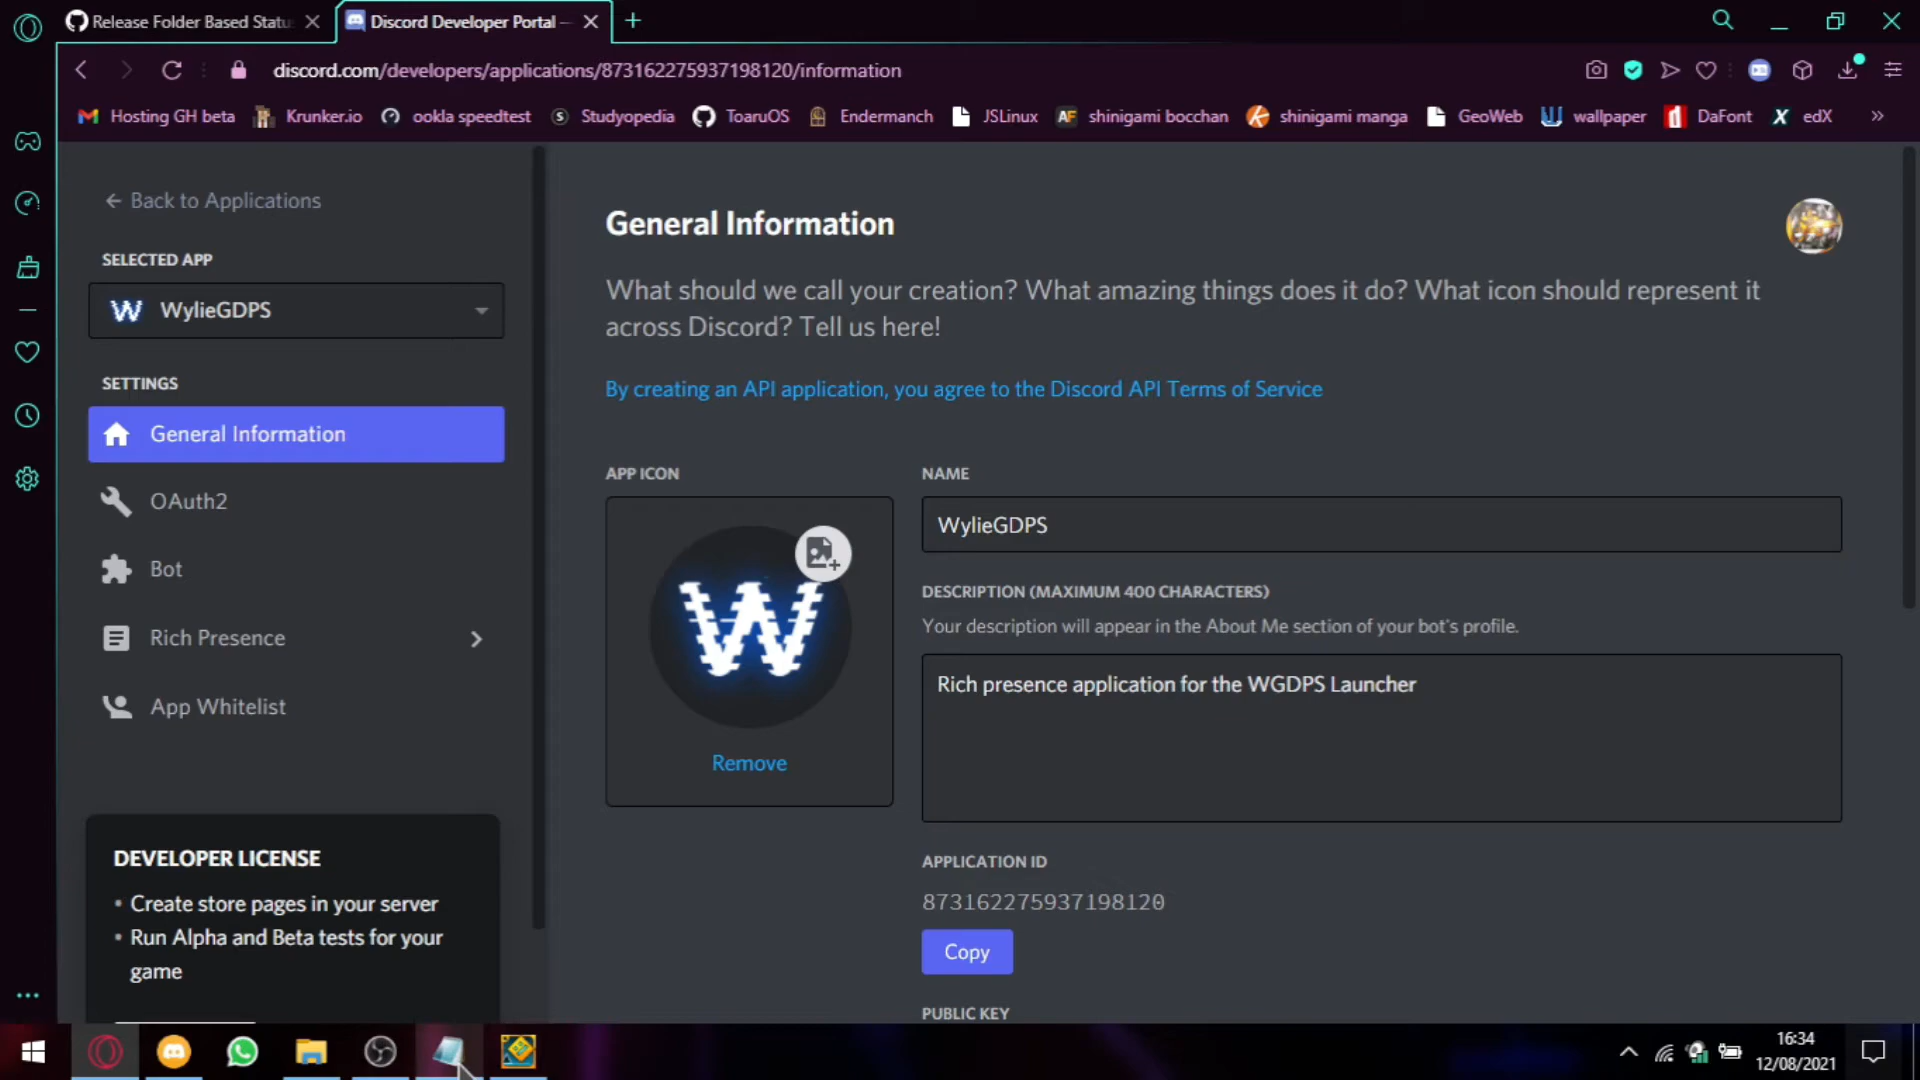 Release Folder Based Statu
Discord Developer Portal —
discord.com/developers/applications/873162275937198120/information
Hosting GH beta
Krunker.io
ookla speedtest
Studyopedia
ToaruOS
Endermanch
JSLinux
AF shinigami bocchan
shinigami manga
GeoWeb
wallpaper
DaFont
X edX
Back to Applications
SELECTED APP
W WylieGDPS
SETTINGS
General Information
OAuth2
Bot
Rich Presence
App Whitelist
DEVELOPER LICENSE
• Create store pages in your server
• Run Alpha and Beta tests for your
game
General Information
What should we call your creation? What amazing things does it do? What icon should represent it
across Discord? Tell us here!
By creating an API application, you agree to the Discord API Terms of Service
APP ICON
W
Remove
NAME
WylieGDPS
DESCRIPTION (MAXIMUM 400 CHARACTERS)
Your description will appear in the About Me section of your bot's profile.
Rich presence application for the WGDPS Launcher
APPLICATION ID
873162275937198120
Copy
PUBLIC KEY
16:34
12/08/2021